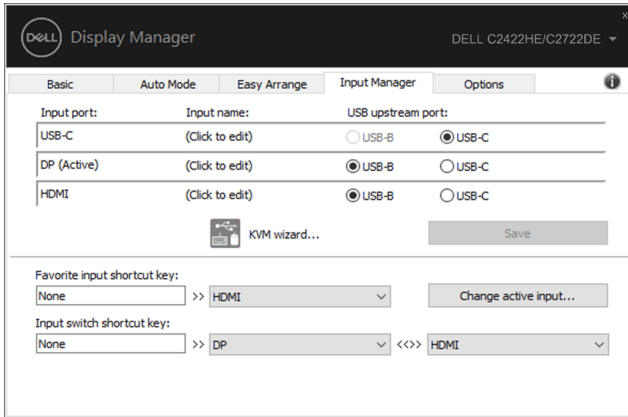 x
DELL Display Manager DELL C2422HE/C2722DE
Basic Auto Mode Easy Arrange Input Manager Options i
Input port: Input name: USB upstream port:
USB-C (Click to edit) USB-B USB-C
DP (Active) (Click to edit) USB-B USB-C
HDMI (Click to edit) USB-B USB-C
KVM wizard... Save
Favorite input shortcut key:
None >> HDMI Change active input...
Input switch shortcut key:
None >> DP <<>> HDMI